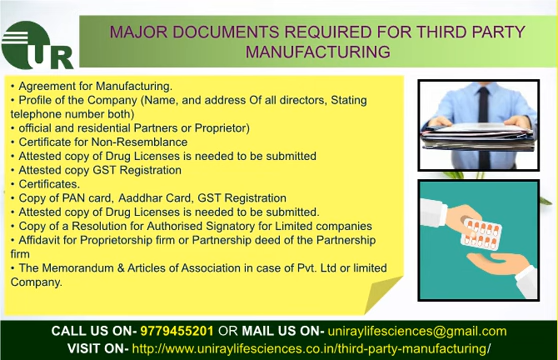 UR
MAJOR DOCUMENTS REQUIRED FOR THIRD PARTY
MANUFACTURING
• Agreement for Manufacturing.
• Profile of the Company (Name, and address Of all directors, Stating
telephone number both)
• official and residential Partners or Proprietor)
• Certificate for Non-Resemblance
• Attested copy of Drug Licenses is needed to be submitted
• Attested copy GST Registration
• Certificates.
• Copy of PAN card, Aaddhar Card, GST Registration
• Attested copy of Drug Licenses is needed to be submitted.
• Copy of a Resolution for Authorised Signatory for Limited companies
• Affidavit for Proprietorship firm or Partnership deed of the Partnership
firm
• The Memorandum & Articles of Association in case of Pvt. Ltd or limited
Company.
CALL US ON- 9779455201 OR MAIL US ON- uniraylifesciences@gmail.com
VISIT ON- http://www.uniraylifesciences.co.in/third-party-manufacturing/